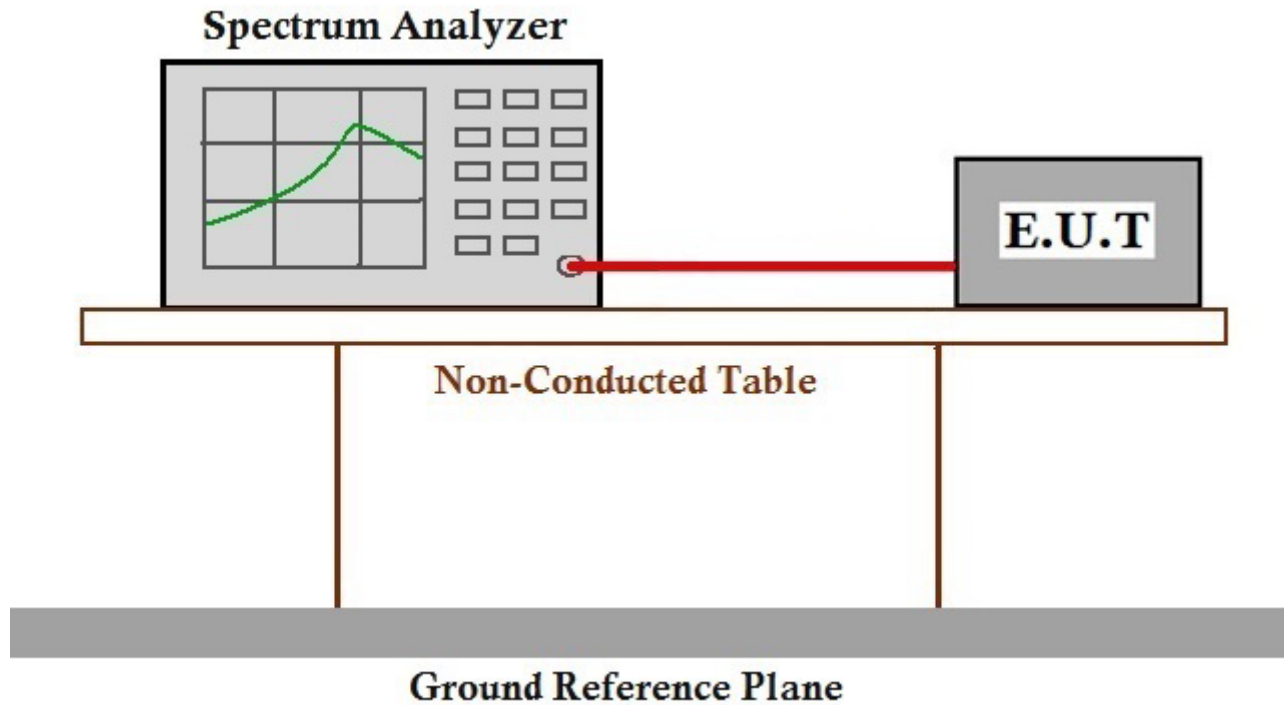 Spectrum Analyzer
E.U.T
Non-Conducted Table
Ground Reference Plane